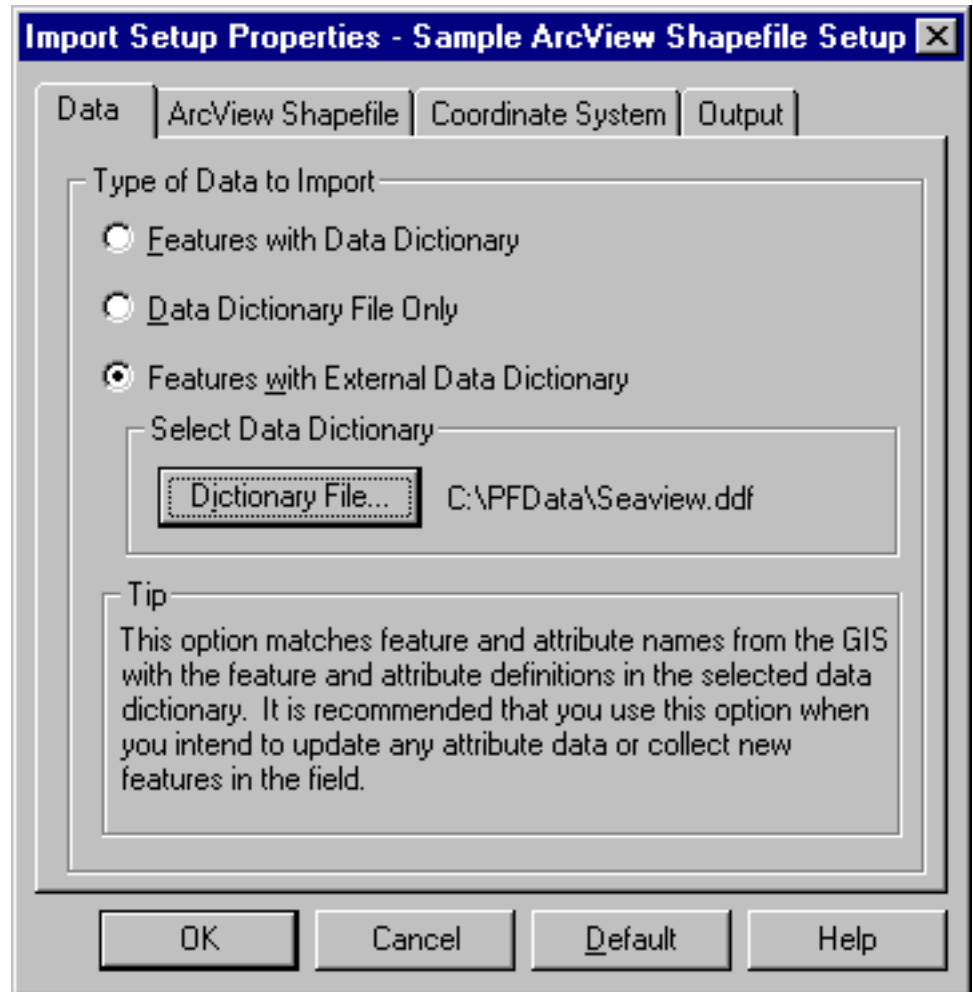 Import Setup Properties - Sample ArcView Shapefile Setup
Data
ArcView Shapefile
Coordinate System
Output
Type of Data to Import
Features with Data Dictionary
Data Dictionary File Only
Features with External Data Dictionary
Select Data Dictionary
Dictionary File...
C:\PFData\Seaview.ddf
Tip
This option matches feature and attribute names from the GIS
with the feature and attribute definitions in the selected data
dictionary. It is recommended that you use this option when
you intend to update any attribute data or collect new
features in the field.
OK
Cancel
Default
Help